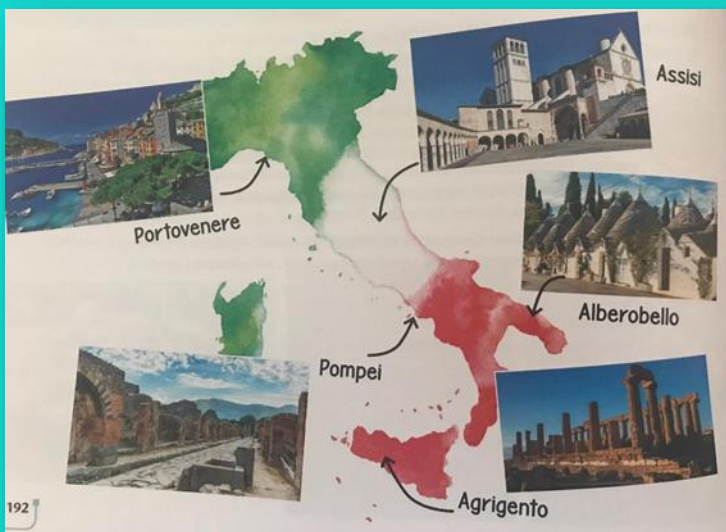 Assisi
Portovenere
Alberobello
Pompei
Agrigento
192